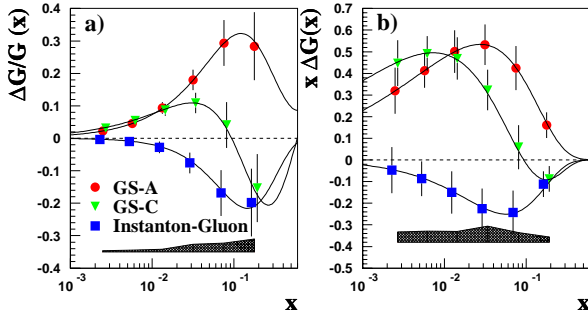 a)
ΔG/G (x)
0.4
0.3
0.2
0.1
0
-0.1
-0.2
-0.3
-0.4
GS-A
GS-C
Instanton-Gluon
10⁻³ 10⁻² 10⁻¹
x
b)
x ΔG(x)
0.7
0.6
0.5
0.4
0.3
0.2
0.1
0
-0.1
-0.2
-0.3
-0.4
-0.5
10⁻³ 10⁻² 10⁻¹
x